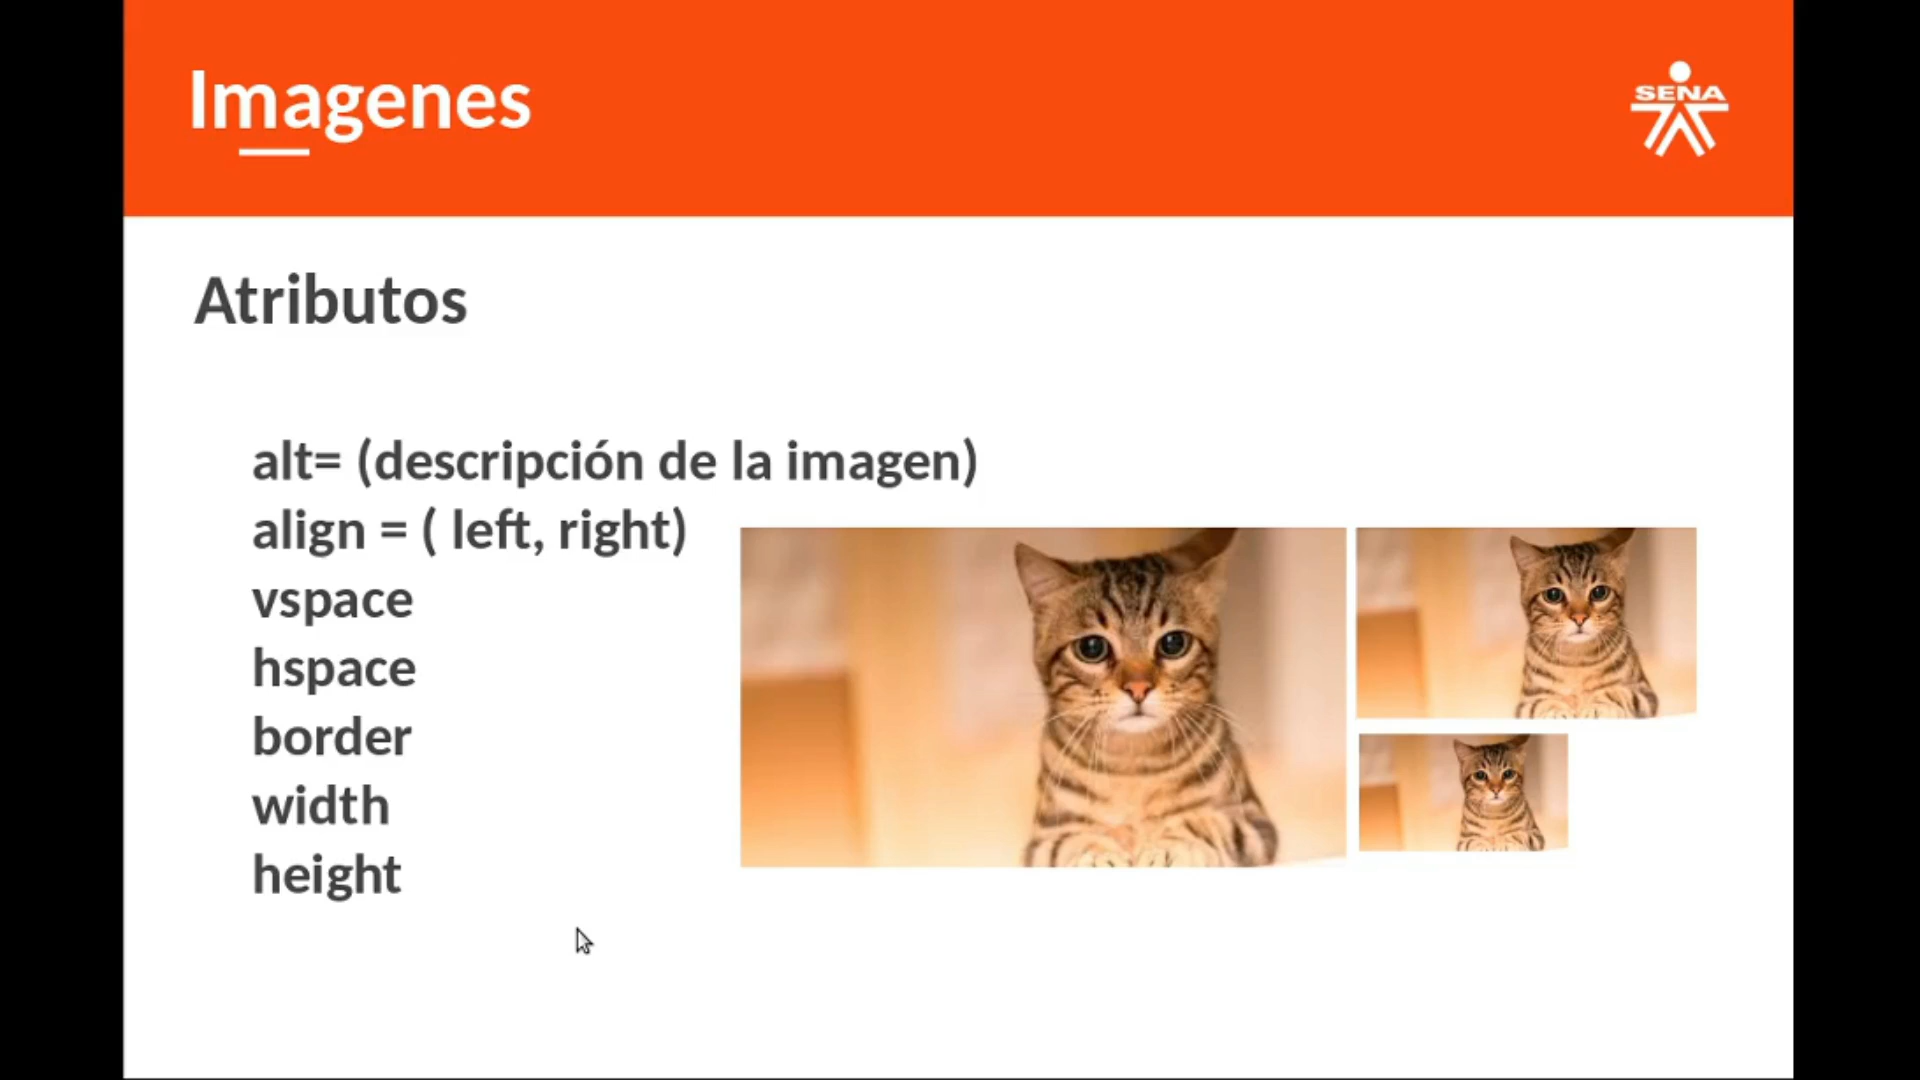 Imagenes
SENA
Atributos
alt= (descripción de la imagen)
align = ( left, right)
vspace
hspace
border
width
height